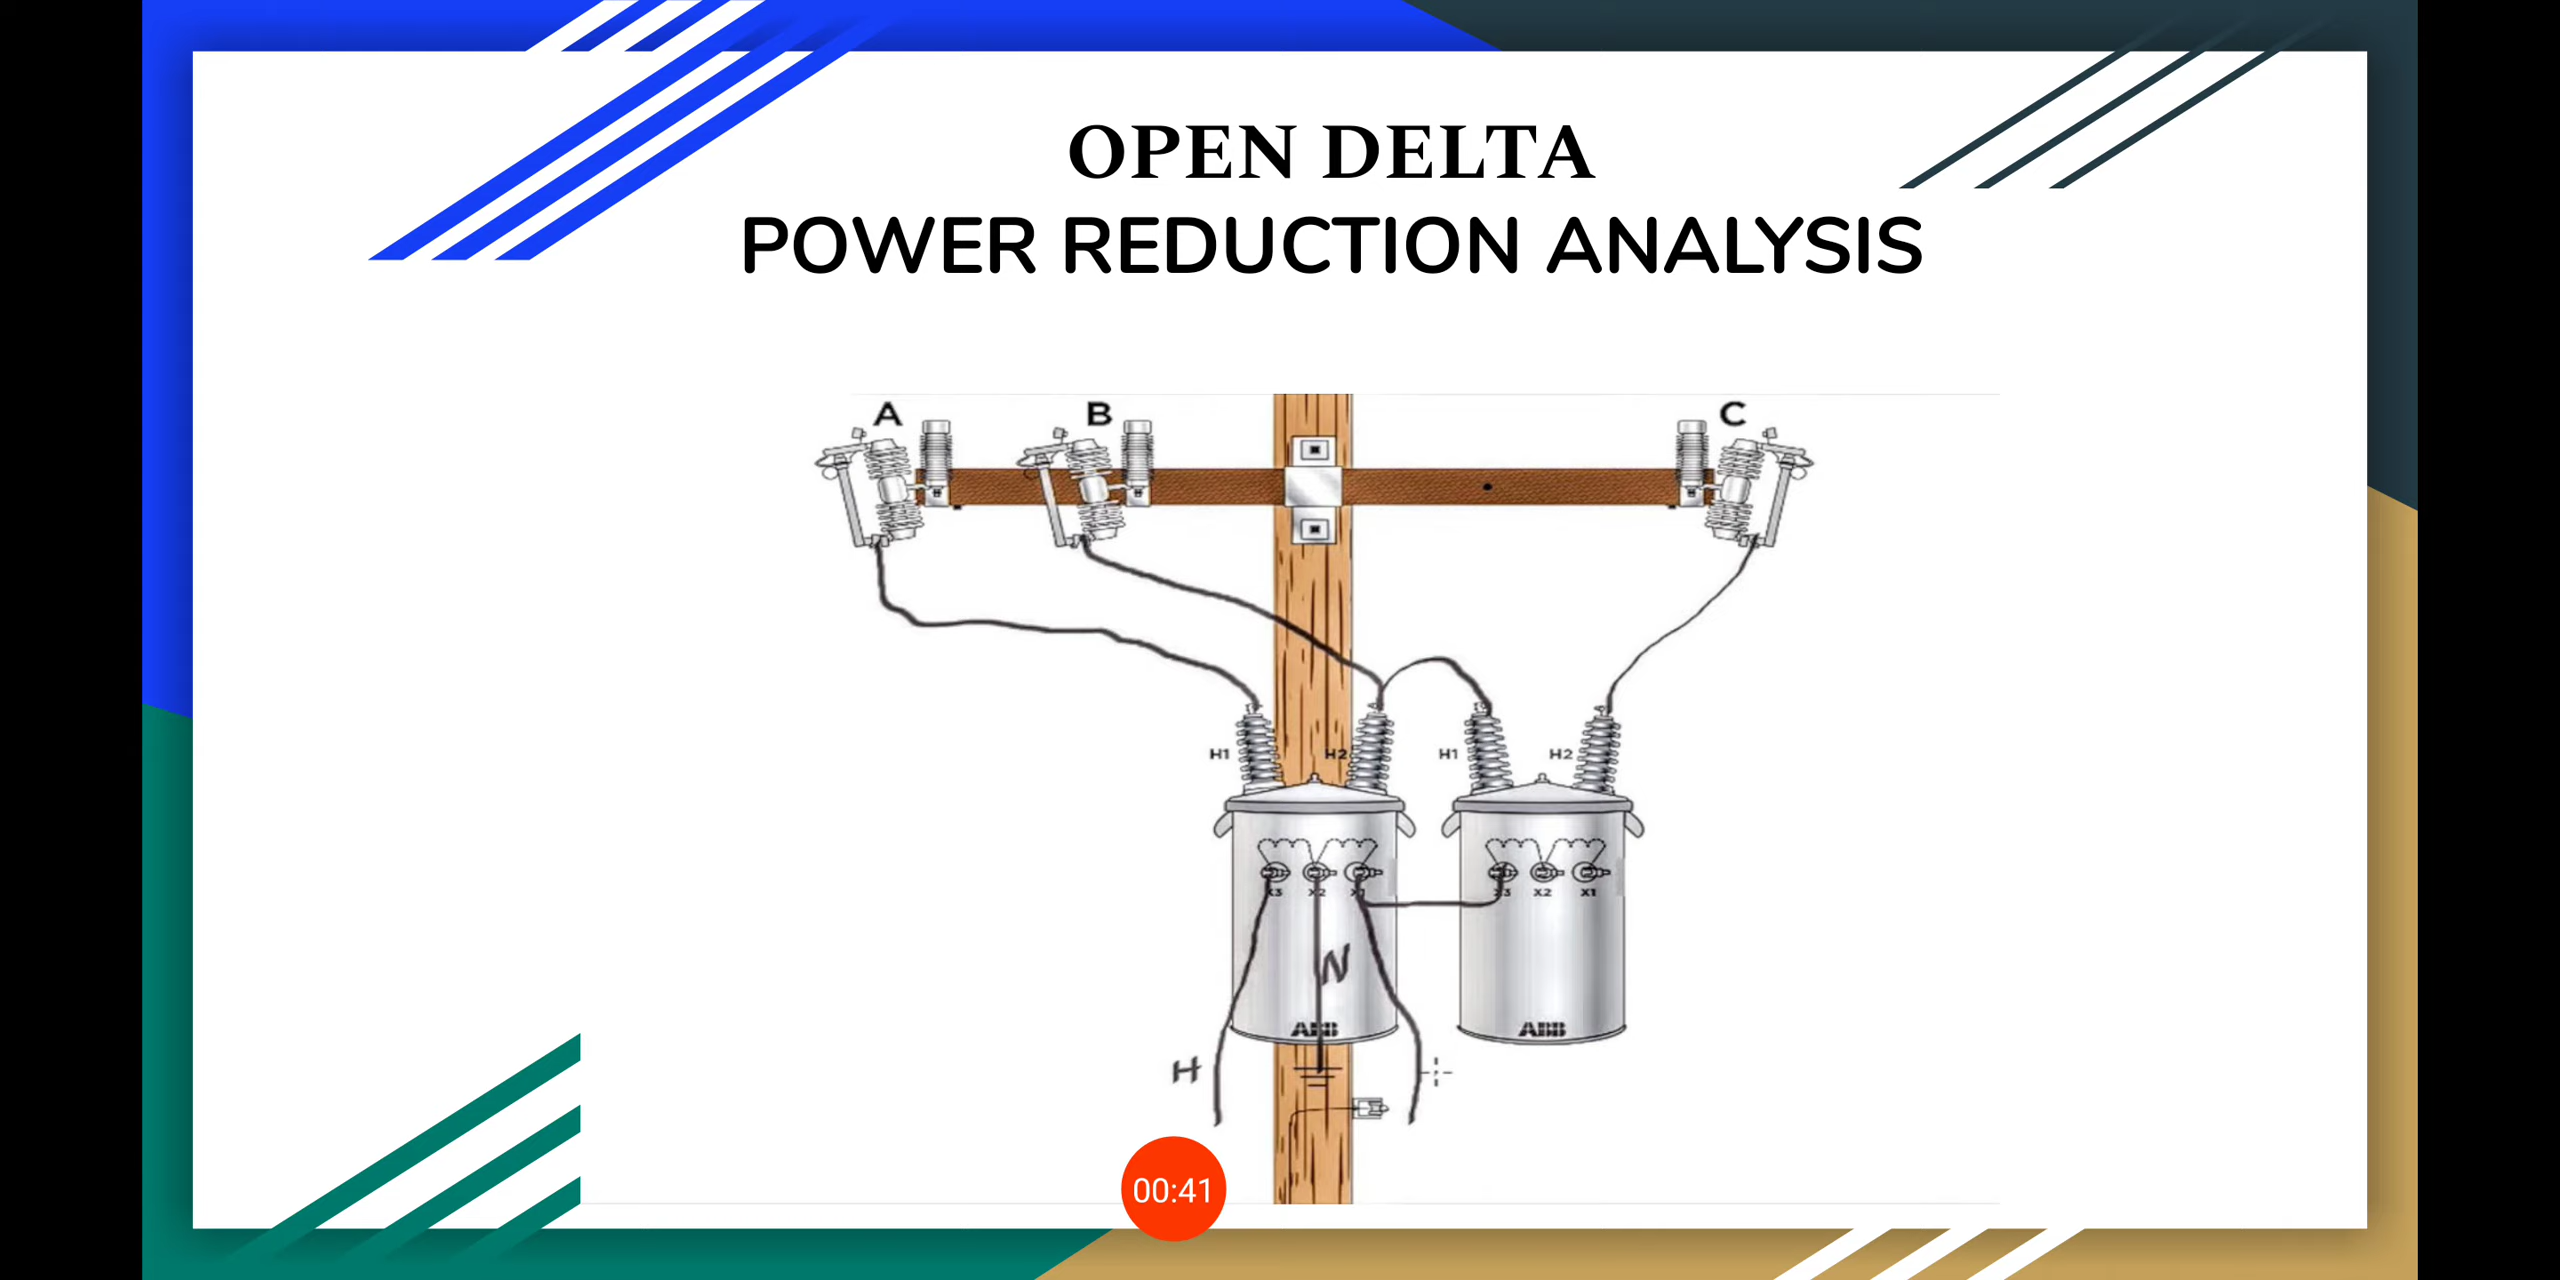 OPEN DELTA
POWER REDUCTION ANALYSIS
A B C
H1 H2 H1 H2
X3 X2 X1 X3 X2 X1
N
ABB ABB
H
00:41